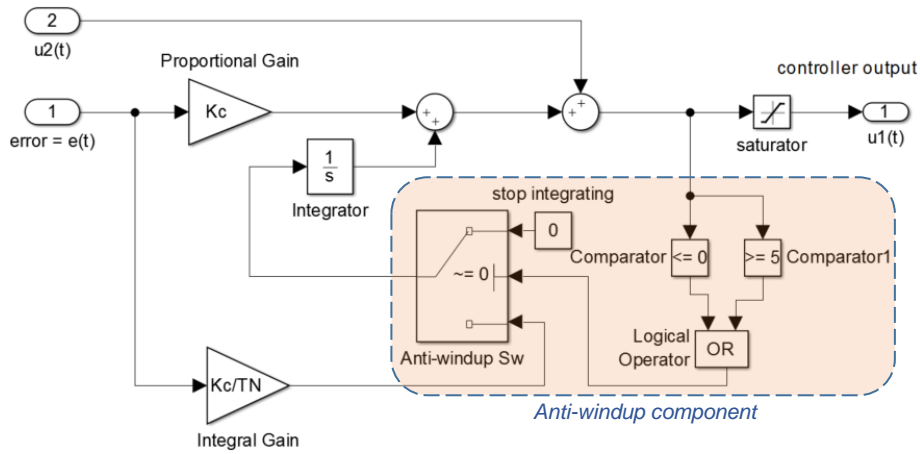 2
u2(t)
Proportional Gain
controller output
1
error = e(t)
Kc
+
+
+
+
saturator
1
u1(t)
1
s
Integrator
stop integrating
0
~= 0
Comparator
<= 0
>= 5
Comparator1
Logical
Operator
OR
Anti-windup Sw
Kc/TN
Integral Gain
Anti-windup component